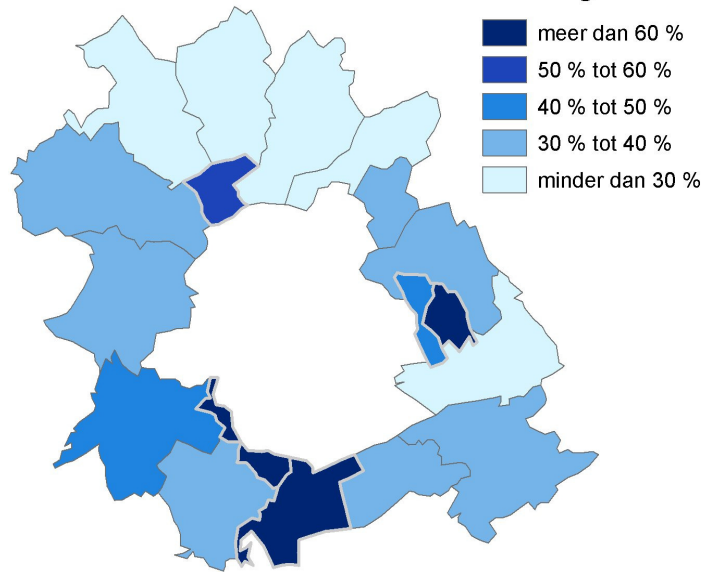 meer dan 60 %
50 % tot 60 %
40 % tot 50 %
30 % tot 40 %
minder dan 30 %